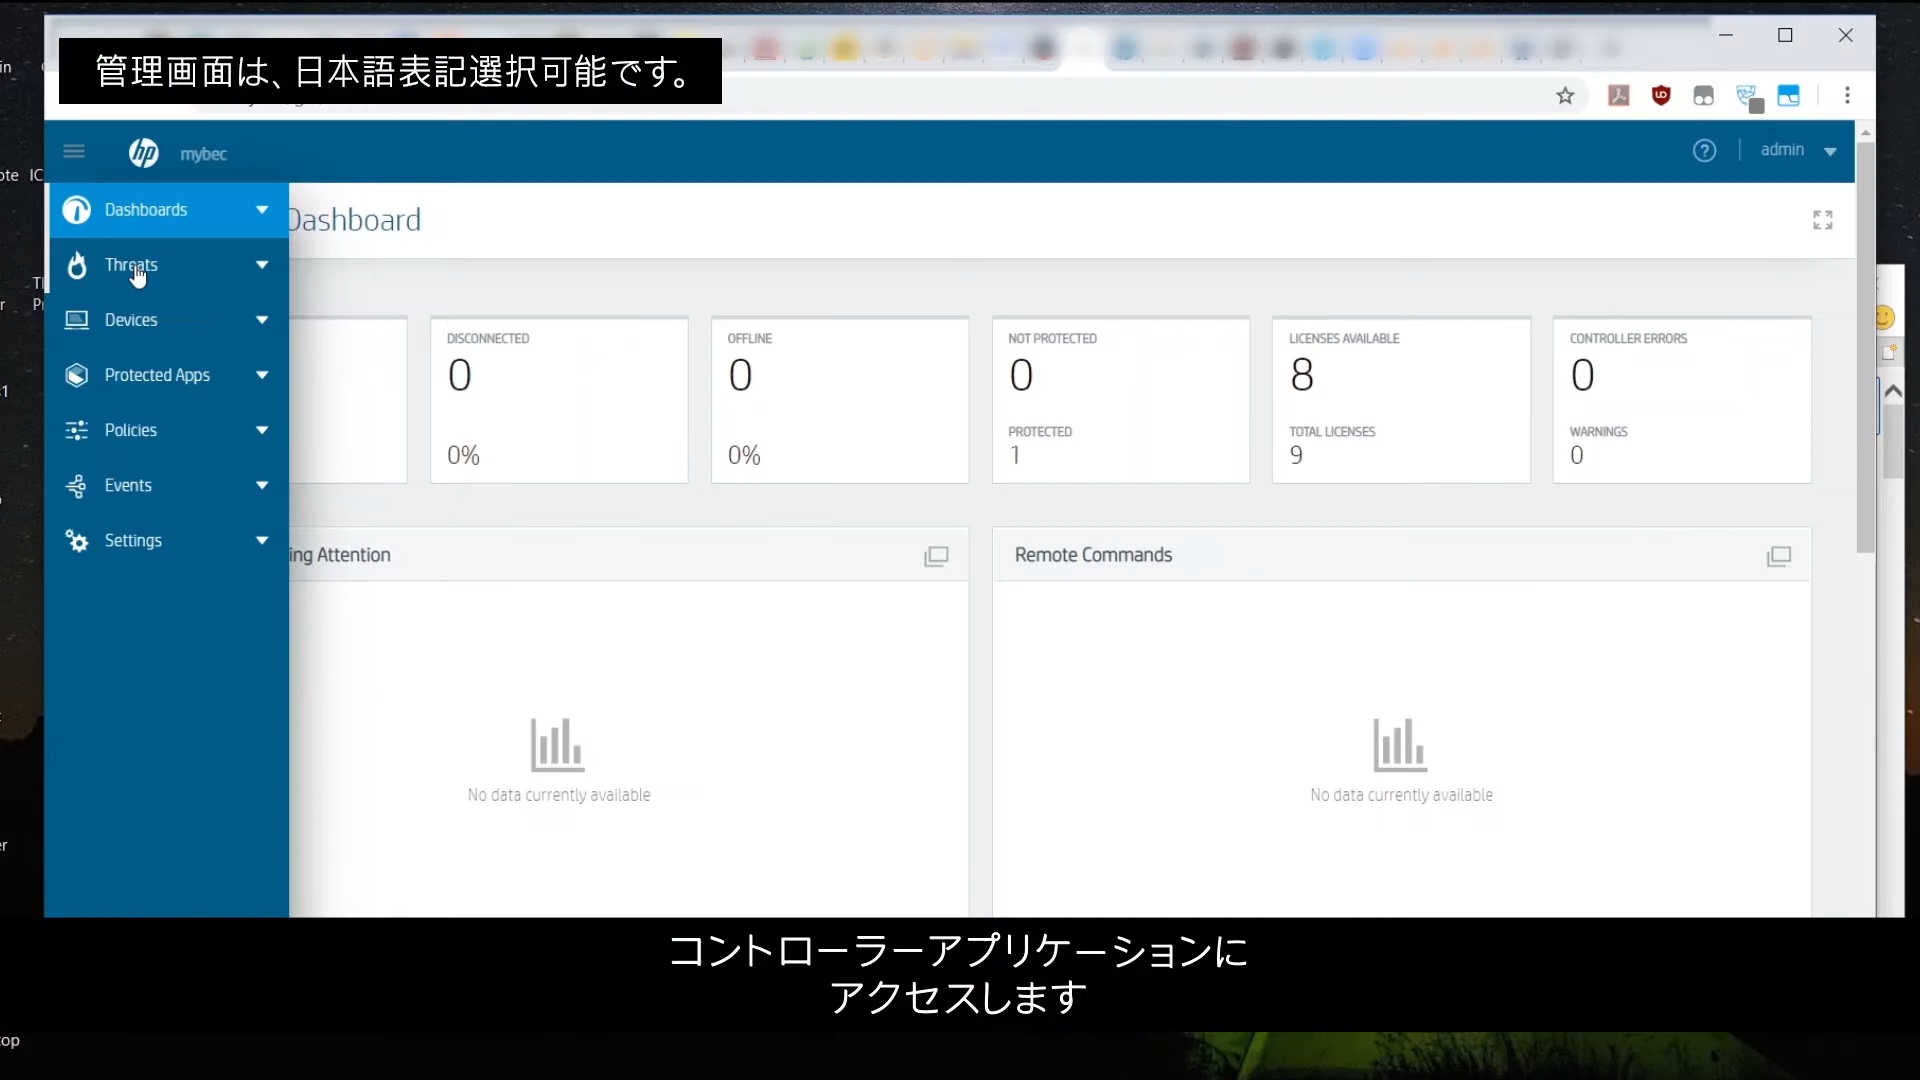 管理画面は、日本語表記選択可能です。
hp mybec
admin
Dashboards
Dashboard
Threats
Devices
Protected Apps
Policies
Events
Settings
DISCONNECTED
0
0%
OFFLINE
0
0%
NOT PROTECTED
0
PROTECTED
1
LICENSES AVAILABLE
8
TOTAL LICENSES
9
CONTROLLER ERRORS
0
WARNINGS
0
ing Attention
No data currently available
Remote Commands
No data currently available
コントローラーアプリケーションに
アクセスします